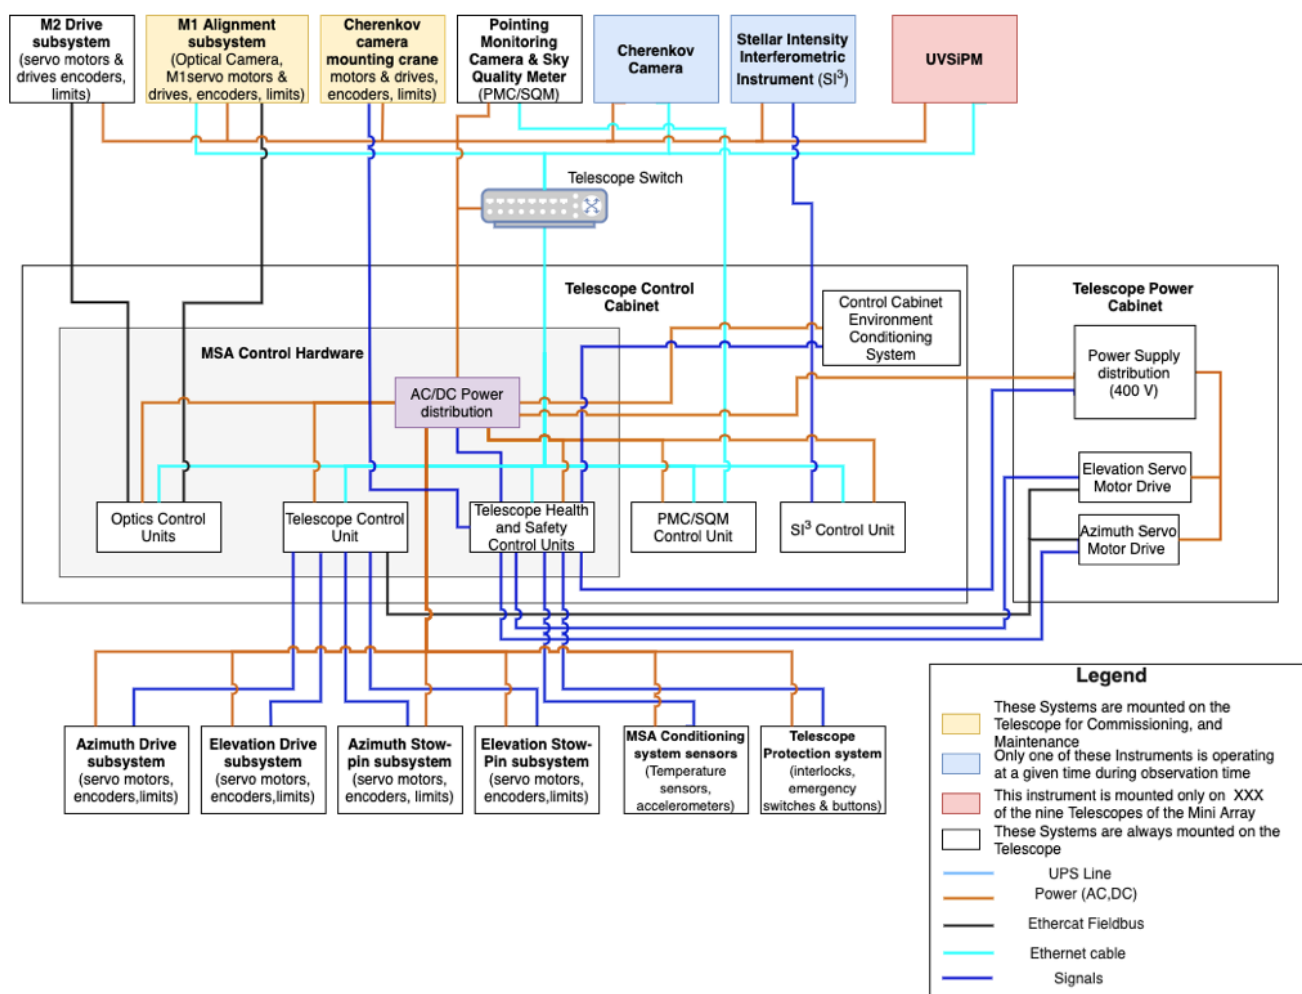 M2 Drive
subsystem
(servo motors &
drives encoders,
limits)
M1 Alignment
subsystem
(Optical Camera,
M1servo motors &
drives, encoders, limits)
Cherenkov
camera
mounting crane
motors & drives,
encoders, limits)
Pointing
Monitoring
Camera & Sky
Quality Meter
(PMC/SQM)
Cherenkov
Camera
Stellar Intensity
Interferometric
Instrument (SI³)
UVSiPM
Telescope Switch
Telescope Control
Cabinet
Control Cabinet
Environment
Conditioning
System
MSA Control Hardware
AC/DC Power
distribution
Optics Control
Units
Telescope Control
Unit
Telescope Health
and Safety
Control Units
PMC/SQM
Control Unit
SI³ Control Unit
Telescope Power
Cabinet
Power Supply
distribution
(400 V)
Elevation Servo
Motor Drive
Azimuth Servo
Motor Drive
Azimuth Drive
subsystem
(servo motors,
encoders,limits)
Elevation Drive
subsystem
(servo motors,
encoders,limits)
Azimuth Stow-
pin subsystem
(servo motors,
encoders, limits)
Elevation Stow-
Pin subsystem
(servo motors,
encoders,limits)
MSA Conditioning
system sensors
(Temperature
sensors,
accelerometers)
Telescope
Protection system
(interlocks,
emergency
switches & buttons)
Legend
These Systems are mounted on the
Telescope for Commissioning, and
Maintenance
Only one of these Instruments is operating
at a given time during observation time
This instrument is mounted only on XXX
of the nine Telescopes of the Mini Array
These Systems are always mounted on the
Telescope
UPS Line
Power (AC,DC)
Ethercat Fieldbus
Ethernet cable
Signals